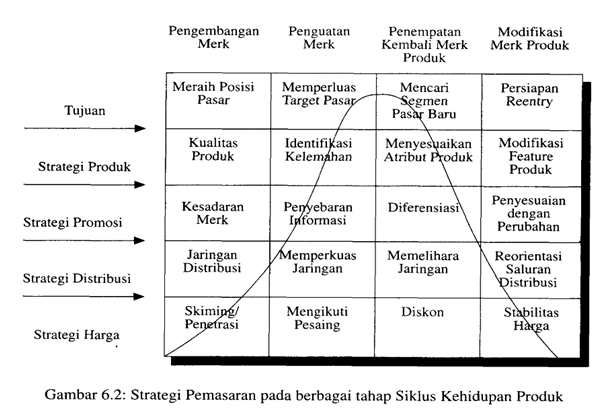 Pengembangan Merk
Penguatan Merk
Penempatan Kembali Merk Produk
Modifikasi Merk Produk
Tujuan
Meraih Posisi Pasar
Memperluas Target Pasar
Mencari Segmen Pasar Baru
Persiapan Reentry
Strategi Produk
Kualitas Produk
Identifikasi Kelemahan
Menyesuaikan Atribut Produk
Modifikasi Feature Produk
Strategi Promosi
Kesadaran Merk
Penyebaran Informasi
Diferensiasi
Penyesuaian dengan Perubahan
Strategi Distribusi
Jaringan Distribusi
Memperkuas Jaringan
Memelihara Jaringan
Reorientasi Saluran Distribusi
Strategi Harga
Skiming/ Penetrasi
Mengikuti Pesaing
Diskon
Stabilitas Harga
Gambar 6.2: Strategi Pemasaran pada berbagai tahap Siklus Kehidupan Produk